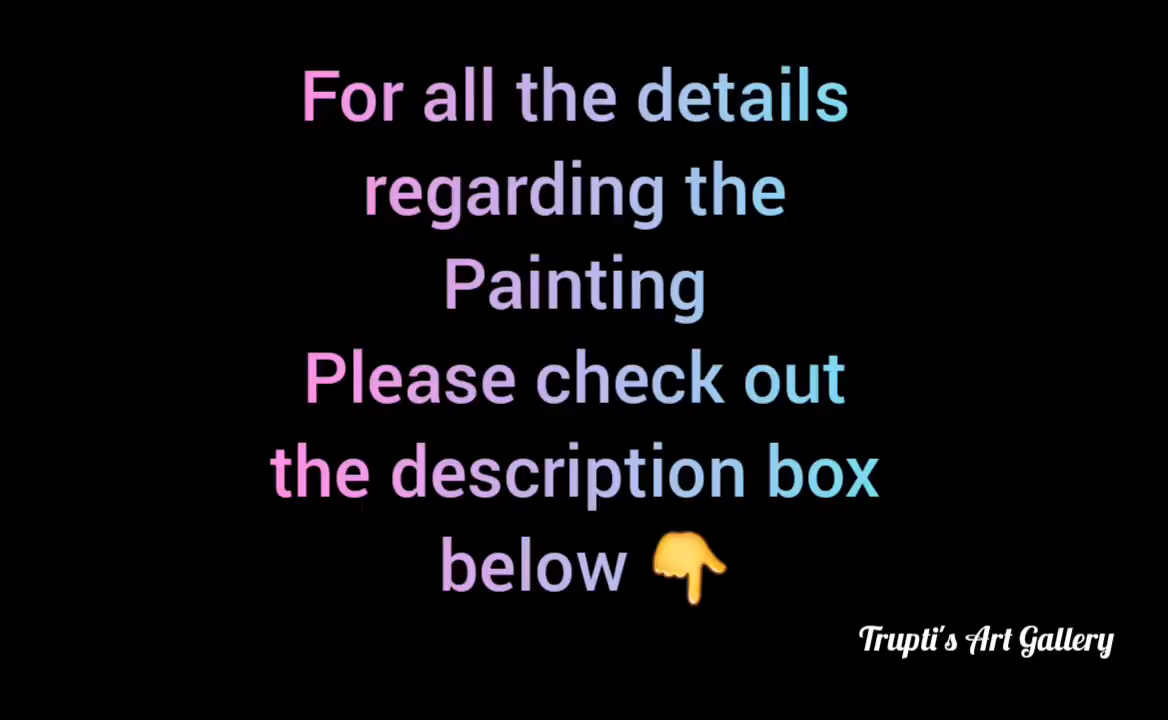 For all the details
regarding the
Painting
Please check out
the description box
below 👇
Trupti's Art Gallery